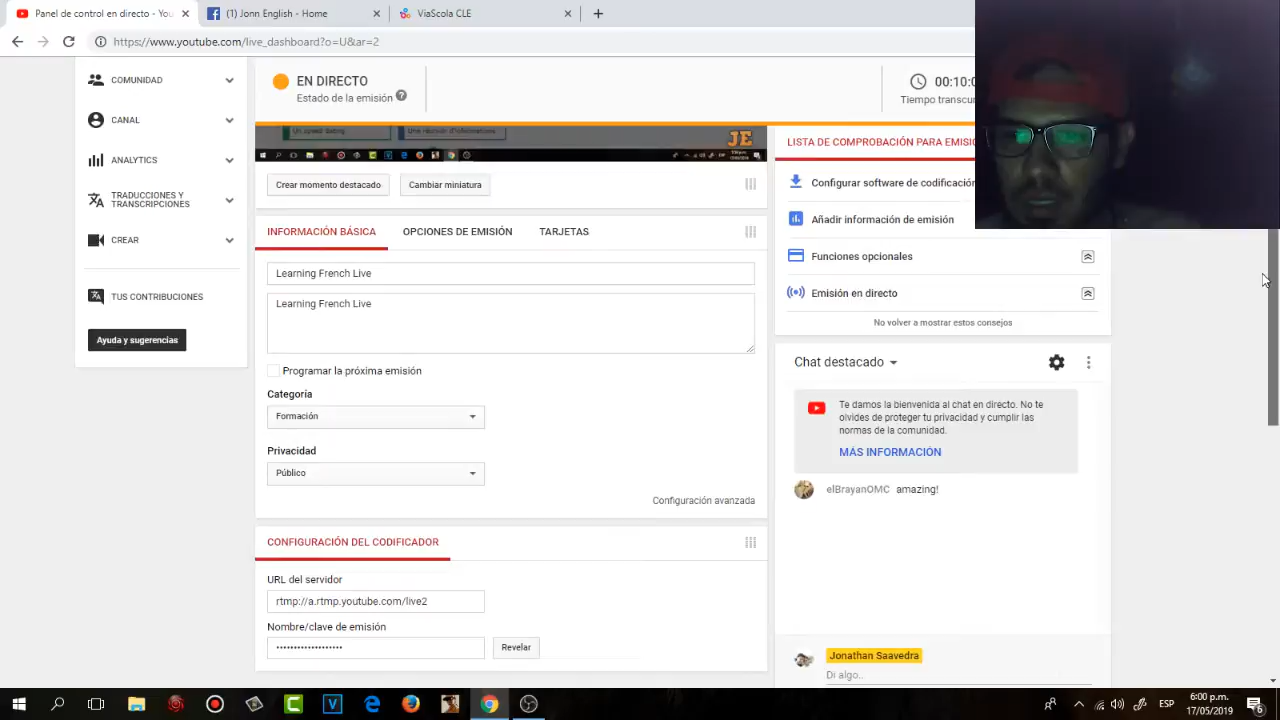 Panel de control en directo - You
(1) Jonn English - Home
ViaScola CLE
https://www.youtube.com/live_dashboard?o=U&ar=2
COMUNIDAD
CANAL
ANALYTICS
TRADUCCIONES Y
TRANSCRIPCIONES
CREAR
TUS CONTRIBUCIONES
Ayuda y sugerencias
EN DIRECTO
Estado de la emisión
00:10:0
Tiempo transcur
JE
Crear momento destacado
Cambiar miniatura
INFORMACIÓN BÁSICA
OPCIONES DE EMISIÓN
TARJETAS
Learning French Live
Learning French Live
Programar la próxima emisión
Categoría
Formación
Privacidad
Público
Configuración avanzada
CONFIGURACIÓN DEL CODIFICADOR
URL del servidor
rtmp://a.rtmp.youtube.com/live2
Nombre/clave de emisión
Revelar
LISTA DE COMPROBACIÓN PARA EMISIO
Configurar software de codificación
Añadir información de emisión
Funciones opcionales
Emisión en directo
No volver a mostrar estos consejos
Chat destacado
Te damos la bienvenida al chat en directo. No te
olvides de proteger tu privacidad y cumplir las
normas de la comunidad.
MÁS INFORMACIÓN
elBrayanOMC amazing!
Jonathan Saavedra
Di algo...
ESP
6:00 p.m.
17/05/2019
6